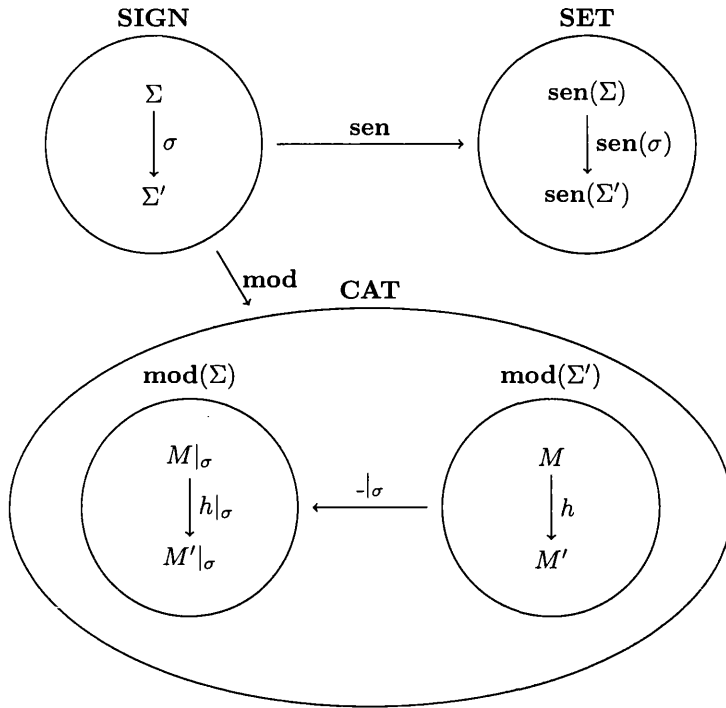 SIGN
SET
Σ
σ
Σ′
sen
sen(Σ)
sen(σ)
sen(Σ′)
mod
CAT
mod(Σ)
mod(Σ′)
M|σ
h|σ
M′|σ
-|σ
M
h
M′